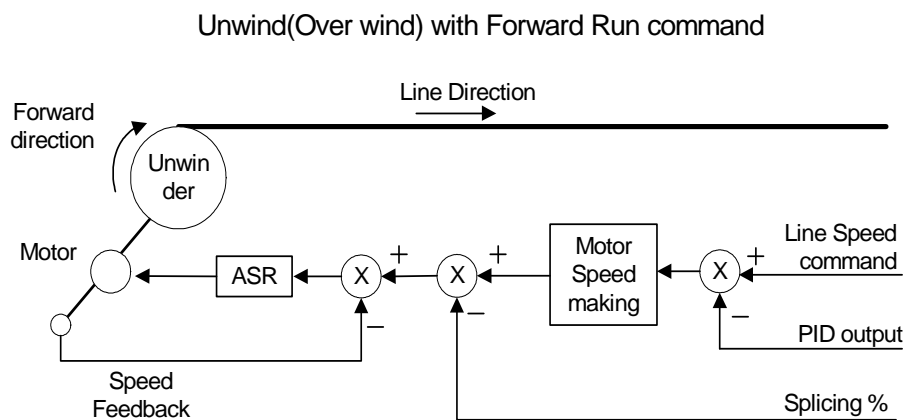 Unwind(Over wind) with Forward Run command
Line Direction
Forward
direction
Unwin
der
Motor
ASR
X
+
X
+
Motor
Speed
making
X
+
Line Speed
command
−
−
−
PID output
Speed
Feedback
Splicing %